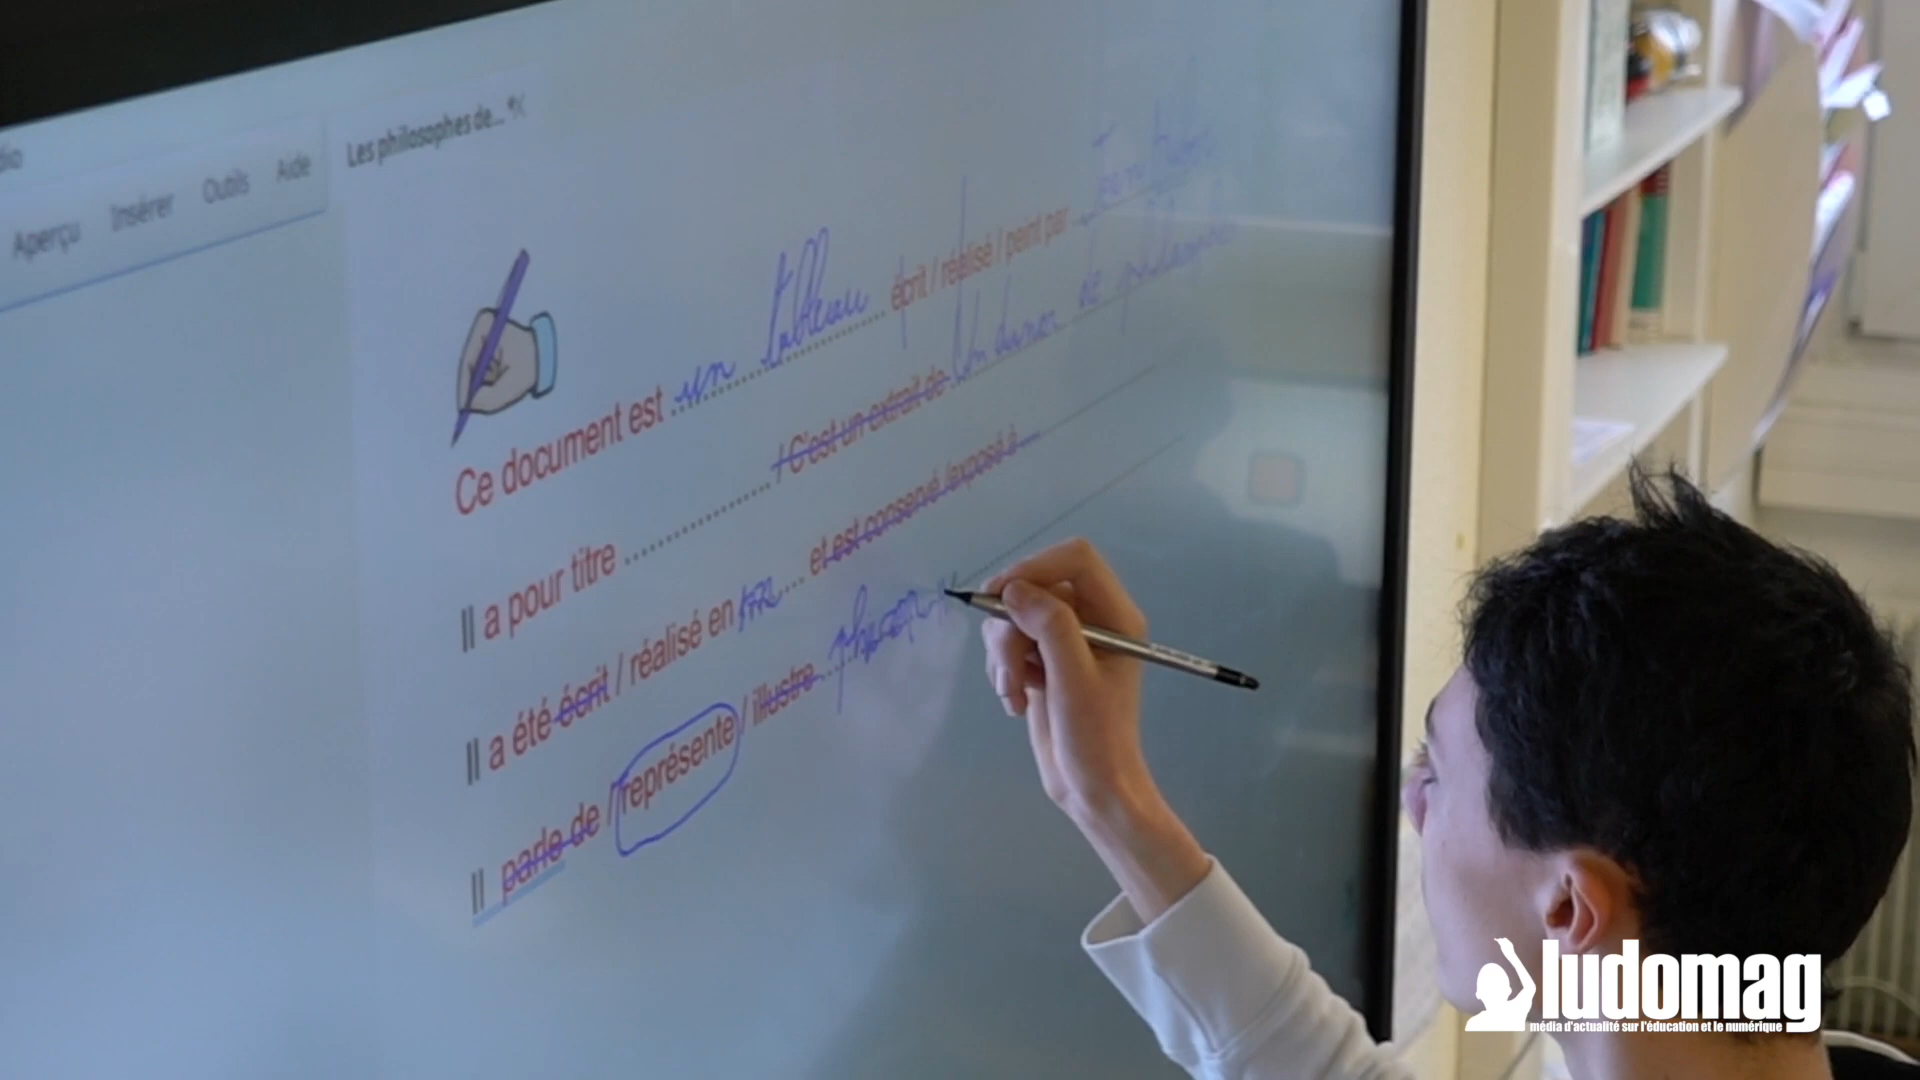 Les philosophes de...
Aperçu Insérer Outils Aide
Ce document est un tableau écrit / réalisé / peint par
Il a pour titre .......... / C'est un extrait de Un diner de
Il a été écrit / réalisé en et est conservé /exposé à
Il parle de / représente / illustre
ludomag
média d'actualité sur l'éducation et le numérique